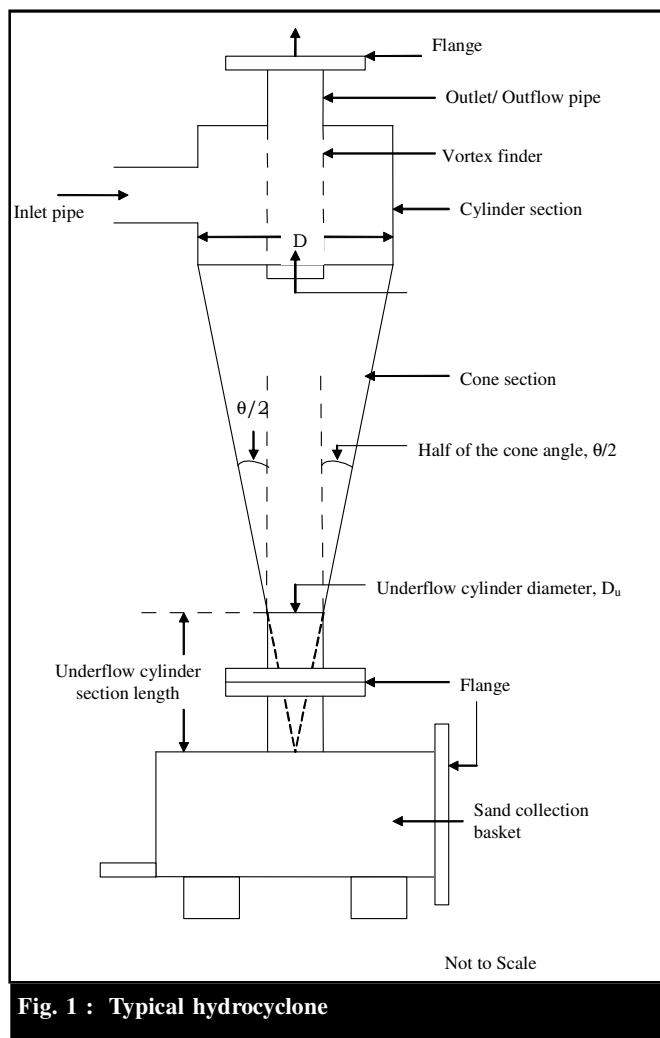 Flange
Outlet/ Outflow pipe
Vortex finder
Inlet pipe
Cylinder section
D
Cone section
θ/2
Half of the cone angle, θ/2
Underflow cylinder diameter, Dᵤ
Underflow cylinder
section length
Flange
Sand collection
basket
Not to Scale
Fig. 1 : Typical hydrocyclone